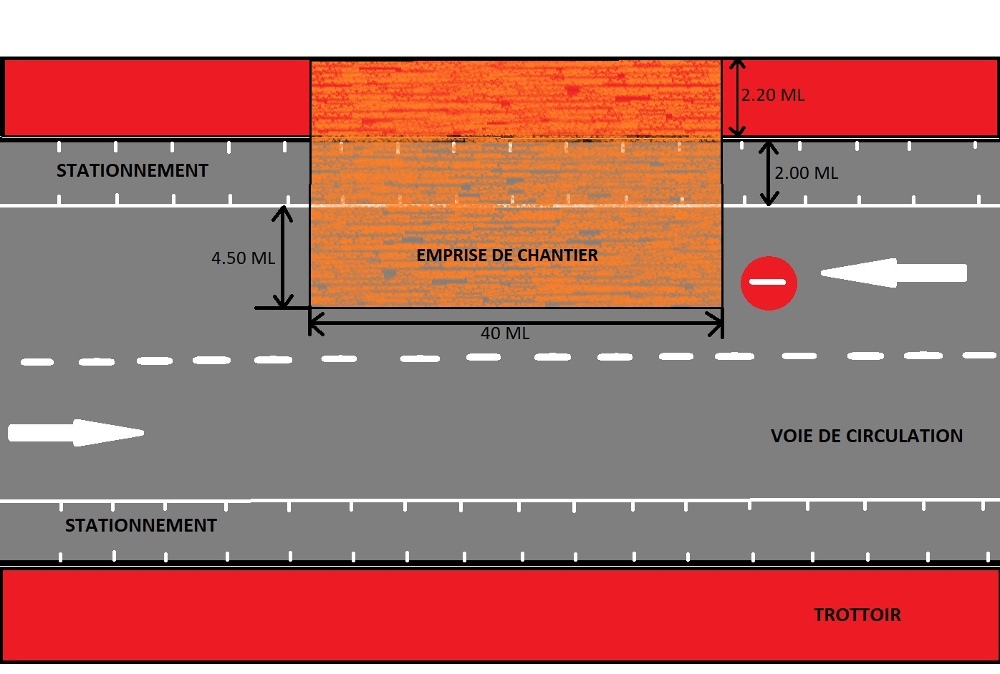 2.20 ML
STATIONNEMENT
2.00 ML
4.50 ML
EMPRISE DE CHANTIER
40 ML
VOIE DE CIRCULATION
STATIONNEMENT
TROTTOIR